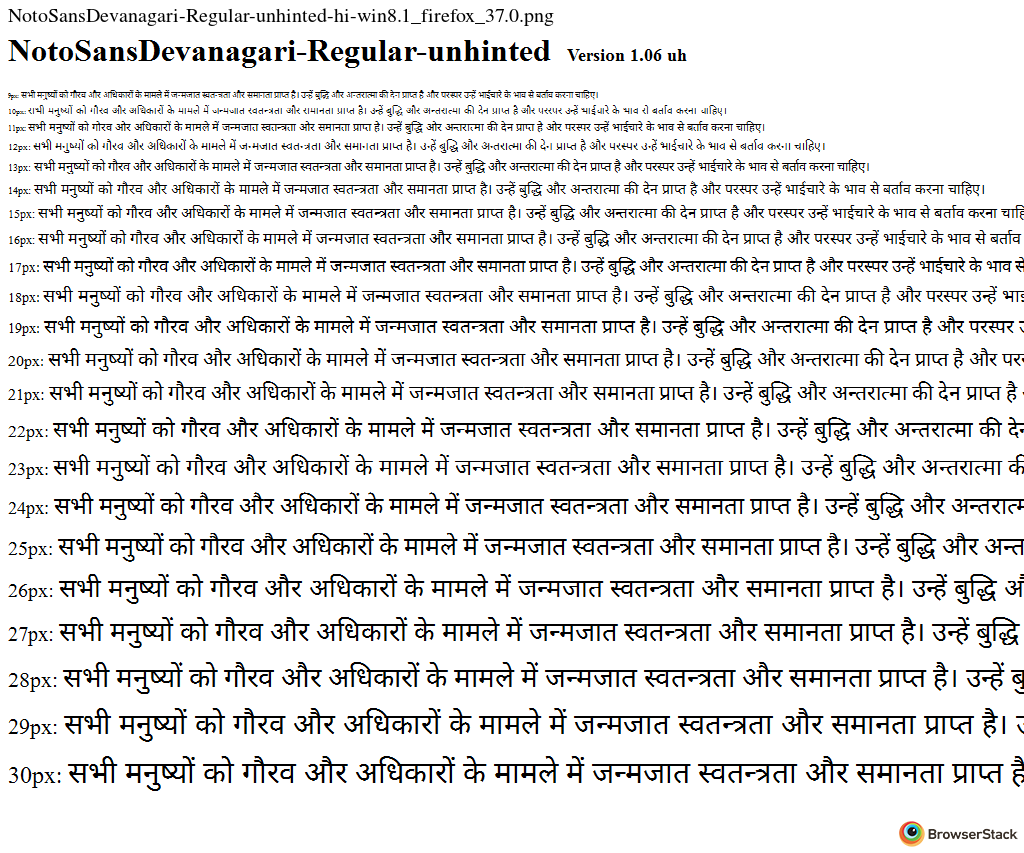 NotoSansDevanagari-Regular-unhinted-hi-win8.1_firefox_37.0.png
NotoSansDevanagari-Regular-unhinted Version 1.06 uh
9px: सभी मनुष्यों को गौरव और अधिकारों के मामले में जन्मजात स्वतन्त्रता और समानता प्राप्त है। उन्हें बुद्धि और अन्तरात्मा की देन प्राप्त है और परस्पर उन्हें भाईचारे के भाव से बर्ताव करना चाहिए।
10px: सभी मनुष्यों को गौरव और अधिकारों के मामले में जन्मजात स्वतन्त्रता और समानता प्राप्त है। उन्हें बुद्धि और अन्तरात्मा की देन प्राप्त है और परस्पर उन्हें भाईचारे के भाव से बर्ताव करना चाहिए।
11px: सभी मनुष्यों को गौरव और अधिकारों के मामले में जन्मजात स्वतन्त्रता और समानता प्राप्त है। उन्हें बुद्धि और अन्तरात्मा की देन प्राप्त है और परस्पर उन्हें भाईचारे के भाव से बर्ताव करना चाहिए।
12px: सभी मनुष्यों को गौरव और अधिकारों के मामले में जन्मजात स्वतन्त्रता और समानता प्राप्त है। उन्हें बुद्धि और अन्तरात्मा की देन प्राप्त है और परस्पर उन्हें भाईचारे के भाव से बर्ताव करना चाहिए।
13px: सभी मनुष्यों को गौरव और अधिकारों के मामले में जन्मजात स्वतन्त्रता और समानता प्राप्त है। उन्हें बुद्धि और अन्तरात्मा की देन प्राप्त है और परस्पर उन्हें भाईचारे के भाव से बर्ताव करना चाहिए।
14px: सभी मनुष्यों को गौरव और अधिकारों के मामले में जन्मजात स्वतन्त्रता और समानता प्राप्त है। उन्हें बुद्धि और अन्तरात्मा की देन प्राप्त है और परस्पर उन्हें भाईचारे के भाव से बर्ताव करना चाहिए।
15px: सभी मनुष्यों को गौरव और अधिकारों के मामले में जन्मजात स्वतन्त्रता और समानता प्राप्त है। उन्हें बुद्धि और अन्तरात्मा की देन प्राप्त है और परस्पर उन्हें भाईचारे के भाव से बर्ताव करना
16px: सभी मनुष्यों को गौरव और अधिकारों के मामले में जन्मजात स्वतन्त्रता और समानता प्राप्त है। उन्हें बुद्धि और अन्तरात्मा की देन प्राप्त है और परस्पर उन्हें भाईचारे के भाव से बर्ताव
17px: सभी मनुष्यों को गौरव और अधिकारों के मामले में जन्मजात स्वतन्त्रता और समानता प्राप्त है। उन्हें बुद्धि और अन्तरात्मा की देन प्राप्त है और परस्पर उन्हें भाईचारे के भाव से
18px: सभी मनुष्यों को गौरव और अधिकारों के मामले में जन्मजात स्वतन्त्रता और समानता प्राप्त है। उन्हें बुद्धि और अन्तरात्मा की देन प्राप्त है और परस्पर उन्हें
19px: सभी मनुष्यों को गौरव और अधिकारों के मामले में जन्मजात स्वतन्त्रता और समानता प्राप्त है। उन्हें बुद्धि और अन्तरात्मा की देन प्राप्त है और परस्पर
20px: सभी मनुष्यों को गौरव और अधिकारों के मामले में जन्मजात स्वतन्त्रता और समानता प्राप्त है। उन्हें बुद्धि और अन्तरात्मा की देन प्राप्त है और
21px: सभी मनुष्यों को गौरव और अधिकारों के मामले में जन्मजात स्वतन्त्रता और समानता प्राप्त है। उन्हें बुद्धि और अन्तरात्मा की देन प्राप्त है
22px: सभी मनुष्यों को गौरव और अधिकारों के मामले में जन्मजात स्वतन्त्रता और समानता प्राप्त है। उन्हें बुद्धि और अन्तरात्मा की
23px: सभी मनुष्यों को गौरव और अधिकारों के मामले में जन्मजात स्वतन्त्रता और समानता प्राप्त है। उन्हें बुद्धि और अन्तरात्मा की
24px: सभी मनुष्यों को गौरव और अधिकारों के मामले में जन्मजात स्वतन्त्रता और समानता प्राप्त है। उन्हें बुद्धि और
25px: सभी मनुष्यों को गौरव और अधिकारों के मामले में जन्मजात स्वतन्त्रता और समानता प्राप्त है। उन्हें बुद्धि और
26px: सभी मनुष्यों को गौरव और अधिकारों के मामले में जन्मजात स्वतन्त्रता और समानता प्राप्त है। उन्हें बुद्धि
27px: सभी मनुष्यों को गौरव और अधिकारों के मामले में जन्मजात स्वतन्त्रता और समानता प्राप्त है। उन्हें बुद्धि
28px: सभी मनुष्यों को गौरव और अधिकारों के मामले में जन्मजात स्वतन्त्रता और समानता प्राप्त है। उन्हें
29px: सभी मनुष्यों को गौरव और अधिकारों के मामले में जन्मजात स्वतन्त्रता और समानता प्राप्त है।
30px: सभी मनुष्यों को गौरव और अधिकारों के मामले में जन्मजात स्वतन्त्रता और समानता प्राप्त है
BrowserStack